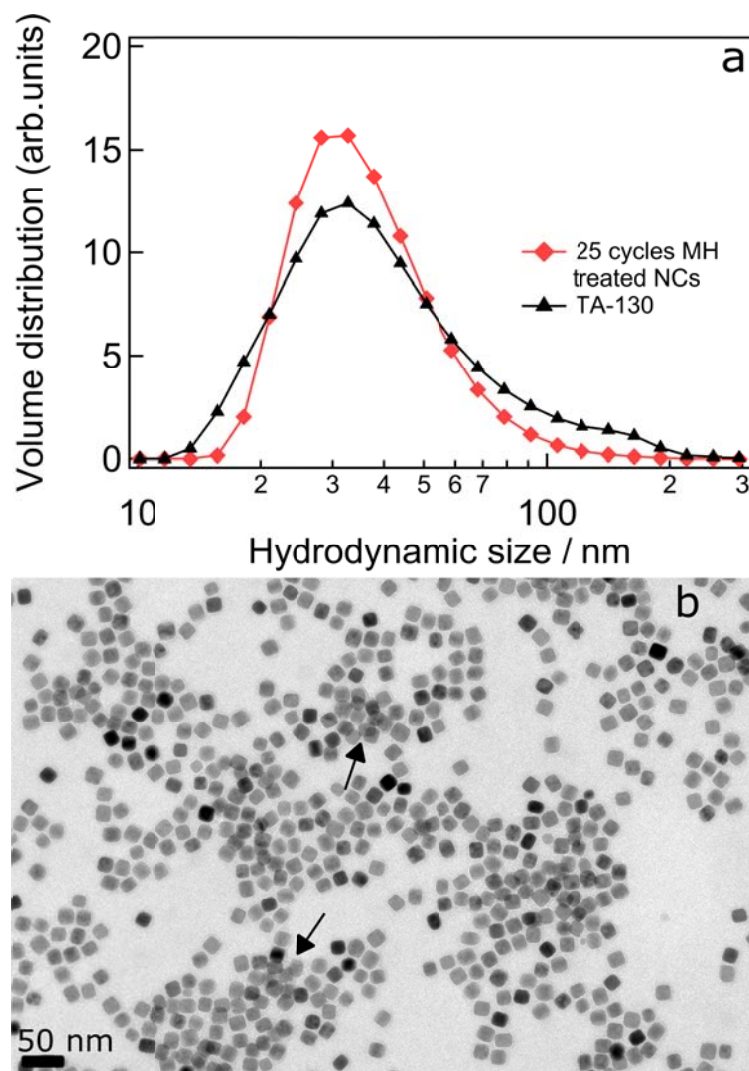 Volume distribution (arb.units)
20
15
10
5
0
a
25 cycles MH
treated NCs
TA-130
2 3 4 5 6 7 2 3
10 100
Hydrodynamic size / nm
b
50 nm